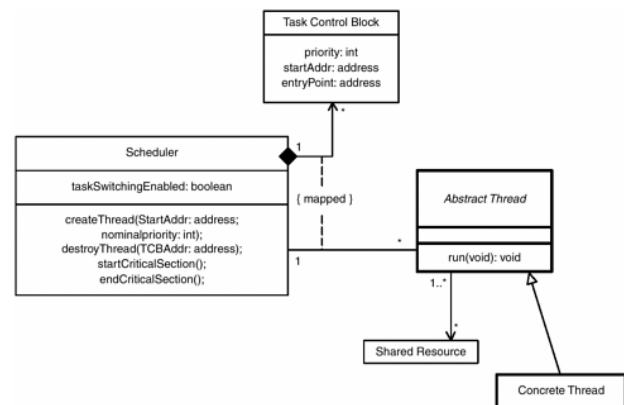 Task Control Block
priority: int
startAddr: address
entryPoint: address
*
1
Scheduler
taskSwitchingEnabled: boolean
createThread(StartAddr: address;
nominalpriority: int);
destroyThread(TCBAddr: address);
startCriticalSection();
endCriticalSection();
{ mapped }
1
*
Abstract Thread
run(void): void
1..*
*
Shared Resource
Concrete Thread